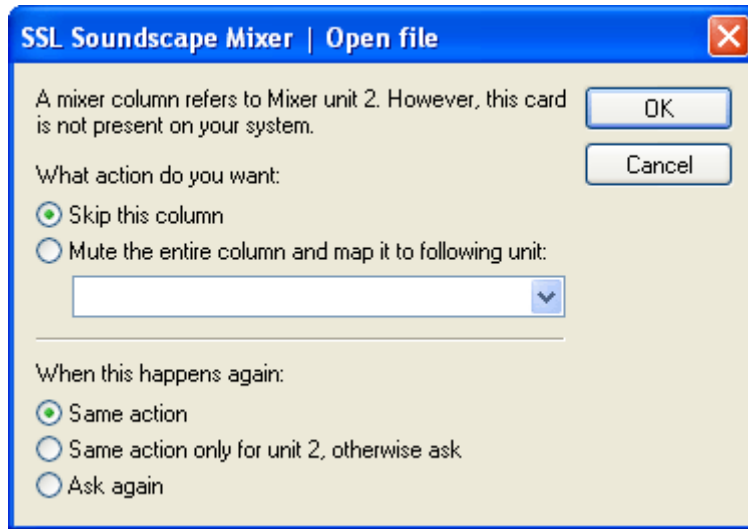 SSL Soundscape Mixer | Open file
A mixer column refers to Mixer unit 2. However, this card
is not present on your system.
OK
Cancel
What action do you want:
Skip this column
Mute the entire column and map it to following unit:
When this happens again:
Same action
Same action only for unit 2, otherwise ask
Ask again